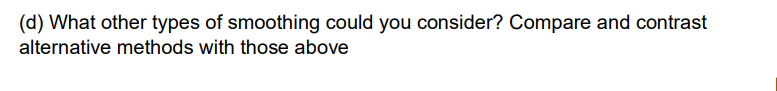 (d) What other types of smoothing could you consider? Compare and contrast
alternative methods with those above